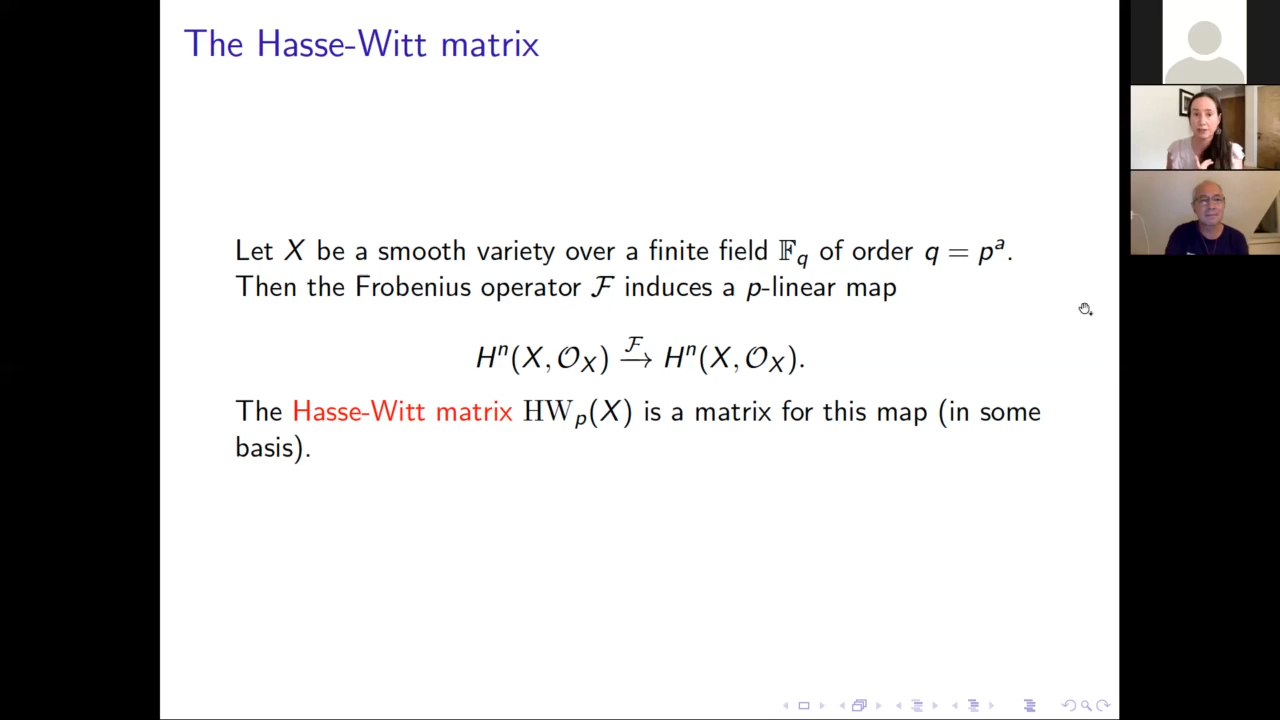 The Hasse-Witt matrix
Let X be a smooth variety over a finite field 𝔽_q of order q = p^a.
Then the Frobenius operator ℱ induces a p-linear map
H^n(X, 𝒪_X) \xrightarrow{ℱ} H^n(X, 𝒪_X).
The Hasse-Witt matrix HW_p(X) is a matrix for this map (in some
basis).